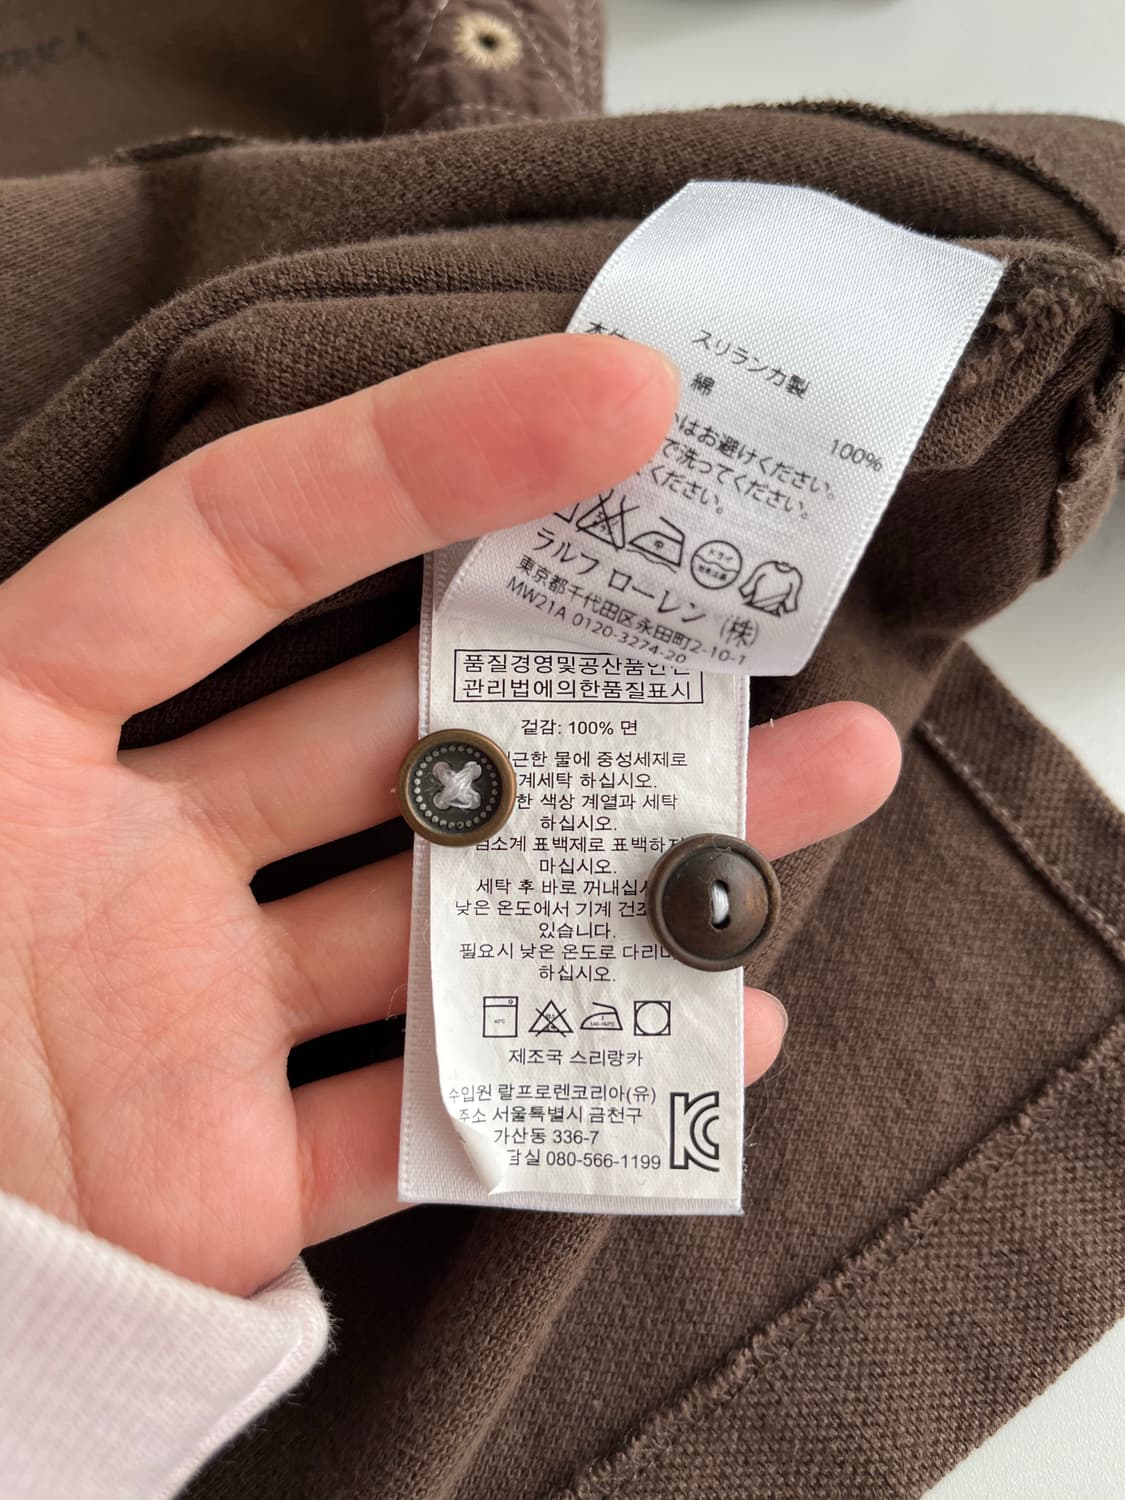 スリランカ製
綿 100%
はお避けください。
で洗ってください。
ください。
ラルフ ローレン (株)
東京都千代田区永田町2-10-1
MW21A 0120-3274-20
품질경영및공산품안전
관리법에의한품질표시
겉감: 100% 면
근한 물에 중성세제로
계세탁 하십시오.
한 색상 계열과 세탁
하십시오.
염소계 표백제로 표백하지
마십시오.
세탁 후 바로 꺼내십시
낮은 온도에서 기계 건조
있습니다.
필요시 낮은 온도로 다리미
하십시오.
제조국 스리랑카
수입원 랄프로렌코리아(유)
주소 서울특별시 금천구
가산동 336-7
담실 080-566-1199